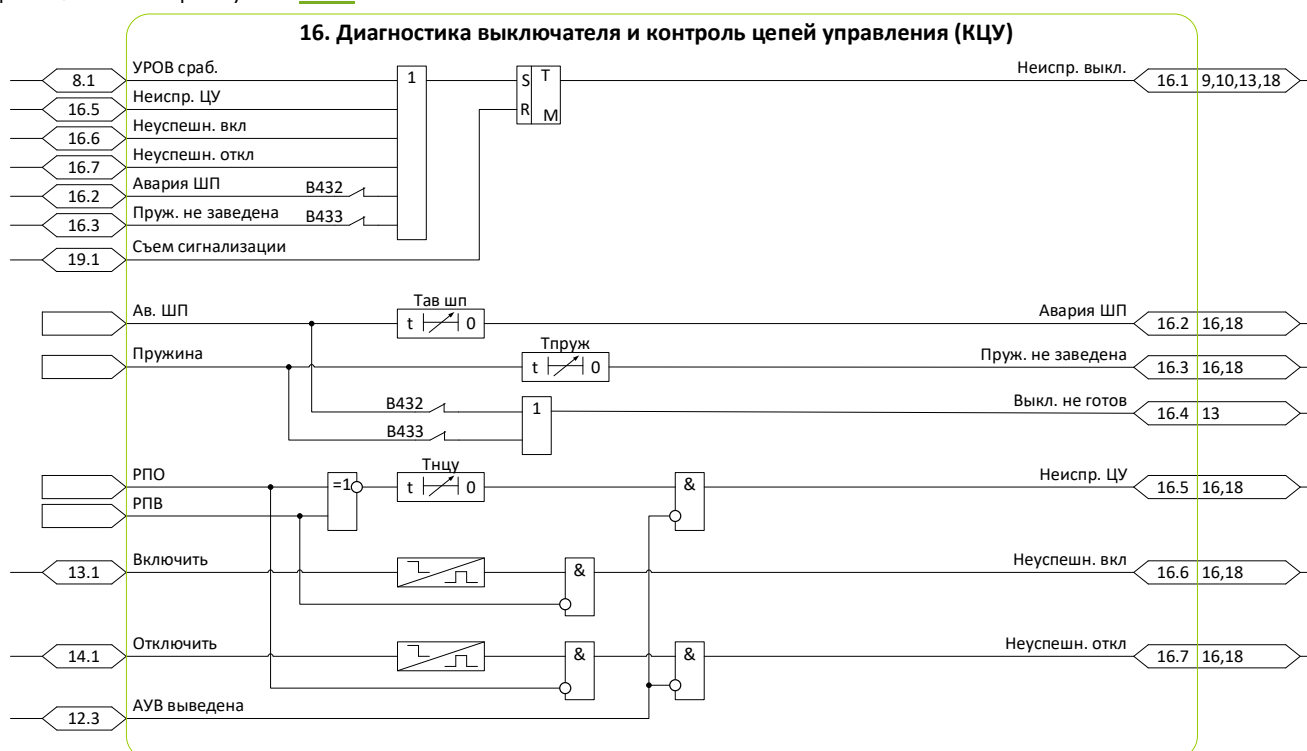 16. Диагностика выключателя и контроль цепей управления (КЦУ)
8.1 УРОВ сраб. 1 S T Неиспр. выкл. 16.1 9,10,13,18
16.5 Неиспр. ЦУ R M
16.6 Неуспешн. вкл
16.7 Неуспешн. откл
16.2 Авария ШП В432
16.3 Пруж. не заведена В433
19.1 Съем сигнализации
Ав. ШП Тав шп t 0 Авария ШП 16.2 16,18
Пружина Тпруж t 0 Пруж. не заведена 16.3 16,18
В432 1 Выкл. не готов 16.4 13
В433
РПО =1 Тнцу t 0 & Неиспр. ЦУ 16.5 16,18
РПВ
13.1 Включить & Неуспешн. вкл 16.6 16,18
14.1 Отключить & & Неуспешн. откл 16.7 16,18
12.3 АУВ выведена